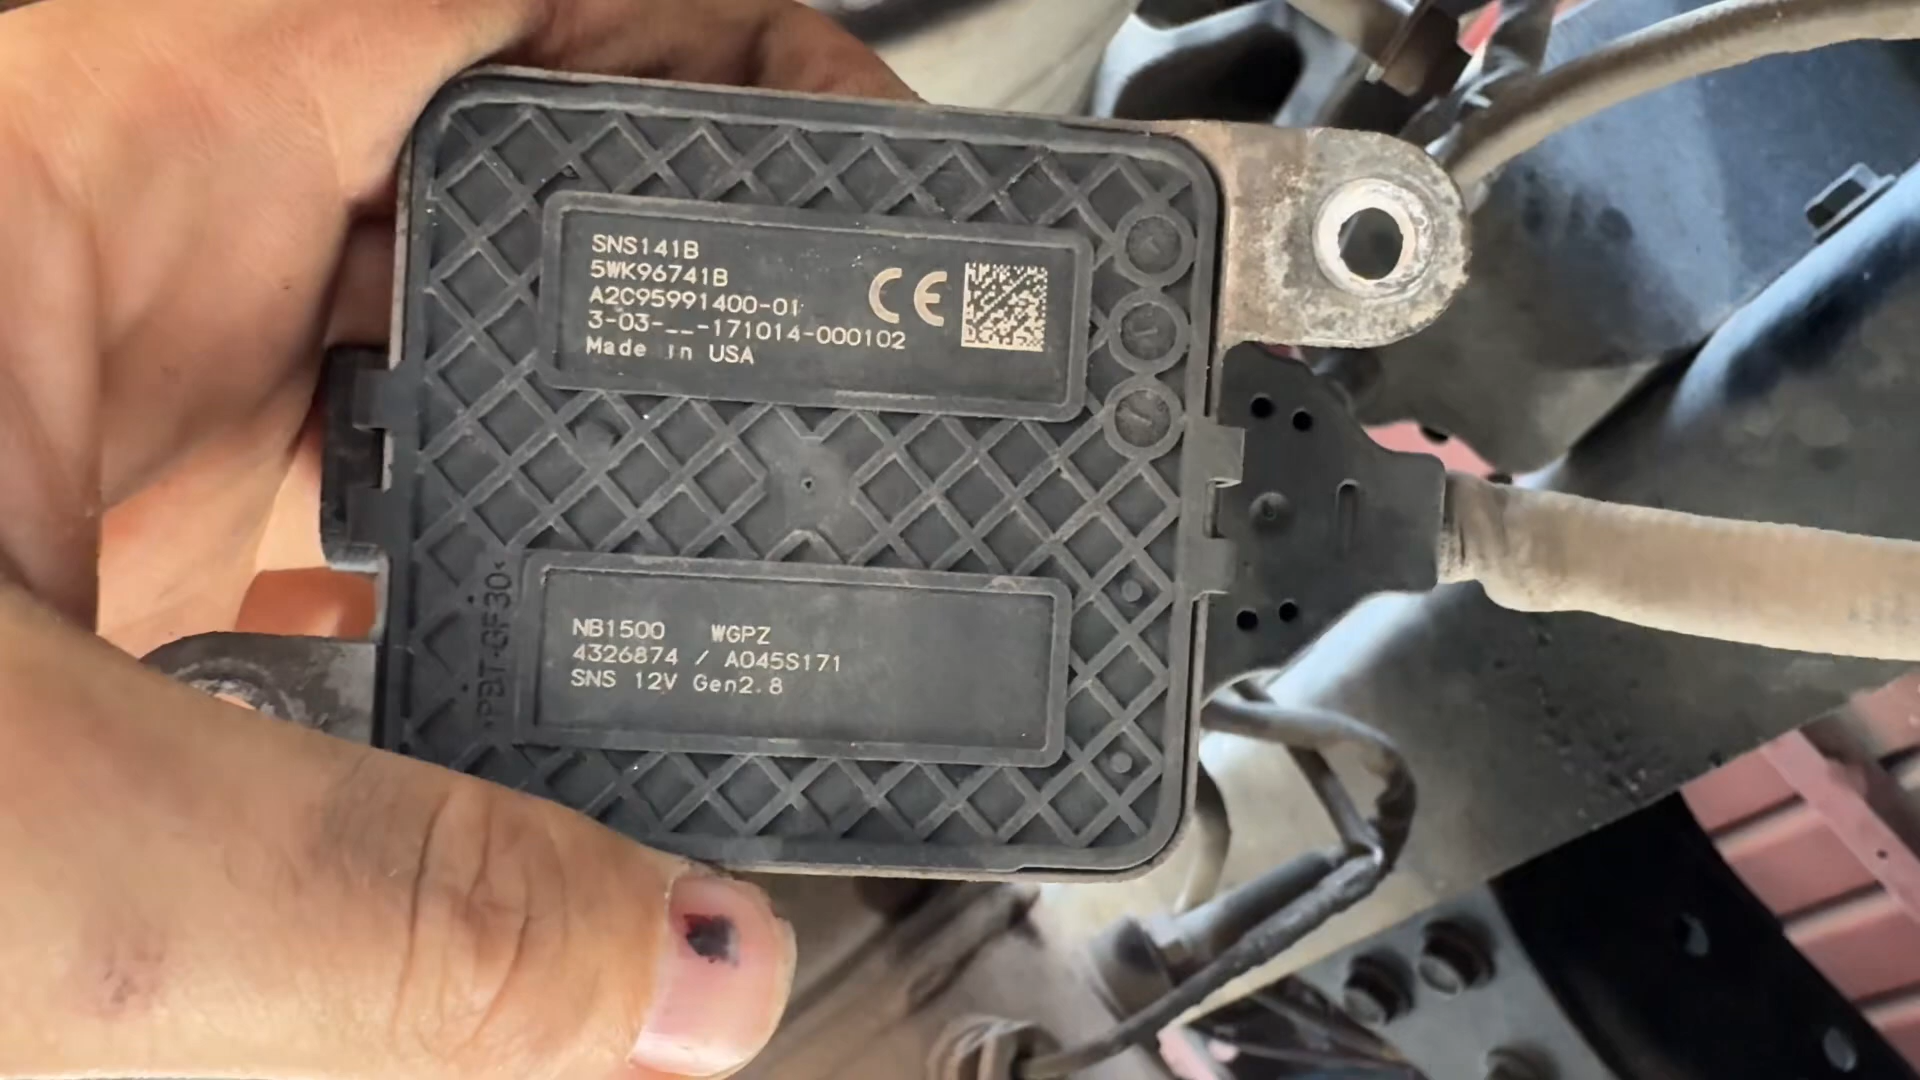 SNS141B
5WK96741B
A2C95991400-01
3-03-__-171014-000102
Made in USA
CE
>PBT-GF30<
NB1500 WGPZ
4326874 / A045S171
SNS 12V Gen2.8